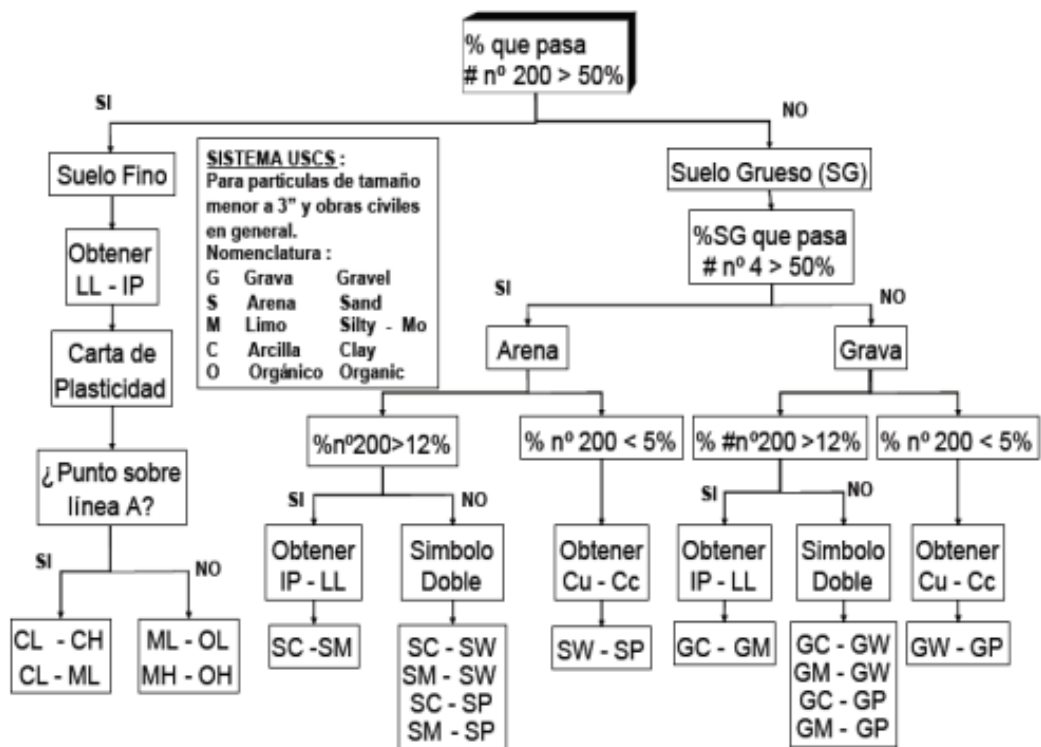 % que pasa
# nº 200 > 50%
SI
NO
Suelo Fino
SISTEMA USCS :
Para partículas de tamaño
menor a 3" y obras civiles
en general.
Nomenclatura :
G Grava Gravel
S Arena Sand
M Limo Silty - Mo
C Arcilla Clay
O Orgánico Organic
Suelo Grueso (SG)
Obtener
LL - IP
%SG que pasa
# nº 4 > 50%
SI
NO
Carta de
Plasticidad
Arena
Grava
¿Punto sobre
línea A?
%nº200>12%
% nº 200 < 5%
% #nº200 >12%
% nº 200 < 5%
SI
NO
SI
NO
Obtener
IP - LL
Simbolo
Doble
Obtener
Cu - Cc
Obtener
IP - LL
Simbolo
Doble
Obtener
Cu - Cc
SI
NO
CL - CH
CL - ML
ML - OL
MH - OH
SC -SM
SC - SW
SM - SW
SC - SP
SM - SP
SW - SP
GC - GM
GC - GW
GM - GW
GC - GP
GM - GP
GW - GP